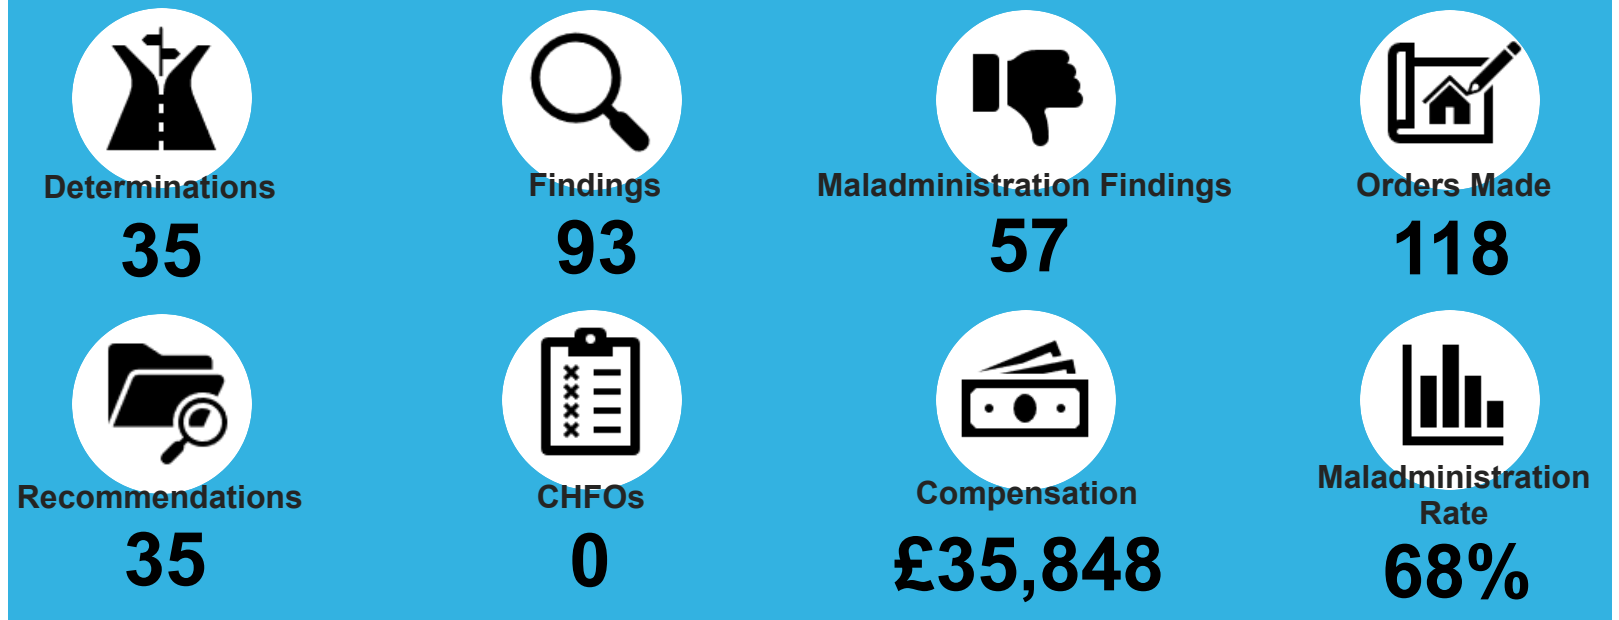 Determinations
35
Findings
93
Maladministration Findings
57
Orders Made
118
Recommendations
35
CHFOs
0
Compensation
£35,848
Maladministration
Rate
68%